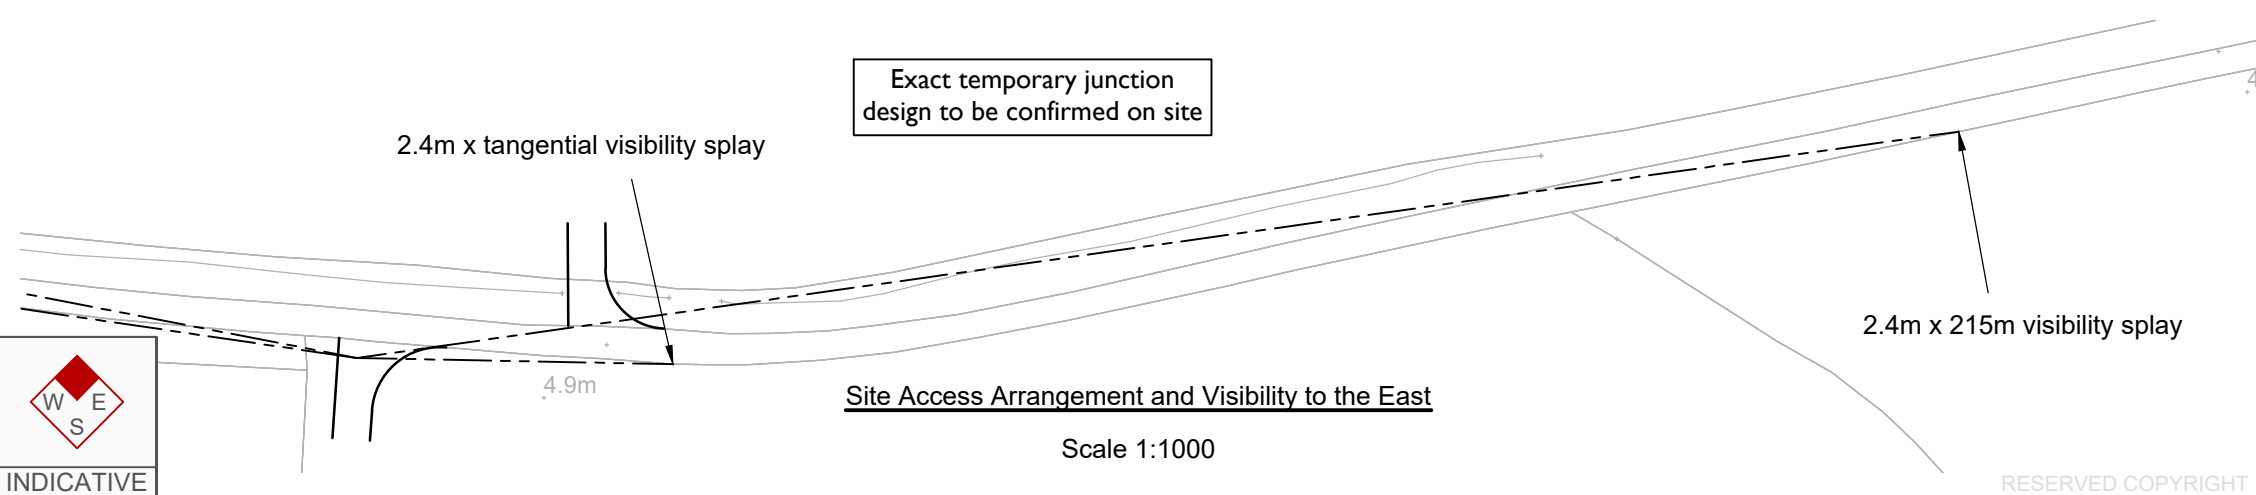 Exact temporary junction
design to be confirmed on site
2.4m x tangential visibility splay
2.4m x 215m visibility splay
4.9m
Site Access Arrangement and Visibility to the East
Scale 1:1000
W E
S
INDICATIVE
RESERVED COPYRIGHT
4